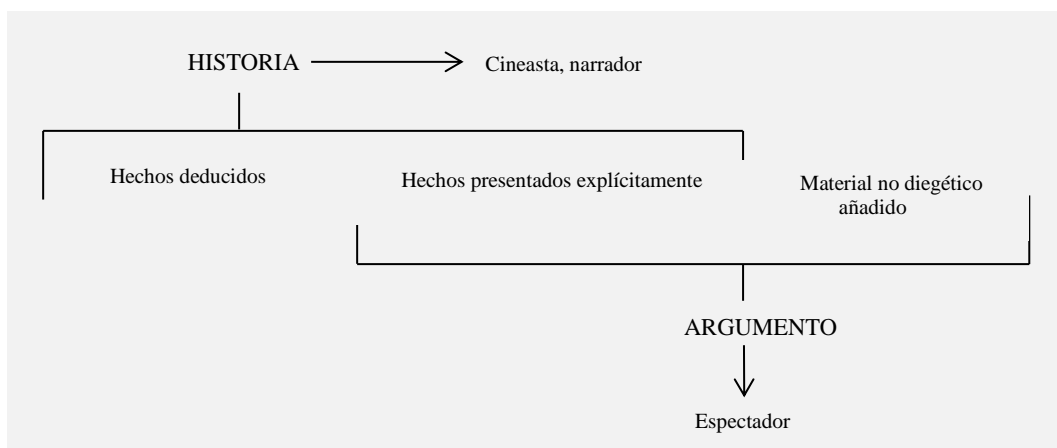 HISTORIA
Cineasta, narrador
Hechos deducidos
Hechos presentados explícitamente
Material no diegético
añadido
ARGUMENTO
Espectador